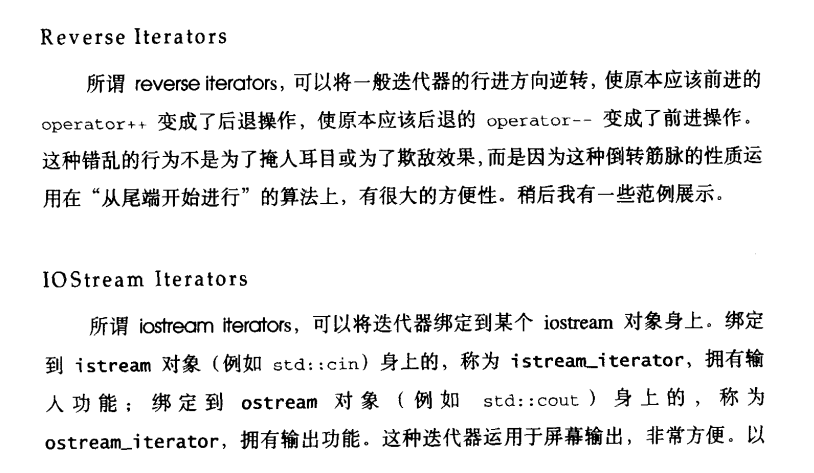 Reverse Iterators
所谓 reverse iterators，可以将一般迭代器的行进方向逆转，使原本应该前进的
operator++ 变成了后退操作，使原本应该后退的 operator-- 变成了前进操作。
这种错乱的行为不是为了掩人耳目或为了欺敌效果，而是因为这种倒转筋脉的性质运
用在“从尾端开始进行”的算法上，有很大的方便性。稍后我有一些范例展示。
IOStream Iterators
所谓 iostream iterators，可以将迭代器绑定到某个 iostream 对象身上。绑定
到 istream 对象（例如 std::cin）身上的，称为 istream_iterator，拥有输
入功能；绑定到 ostream 对象（例如 std::cout）身上的，称为
ostream_iterator，拥有输出功能。这种迭代器运用于屏幕输出，非常方便。以